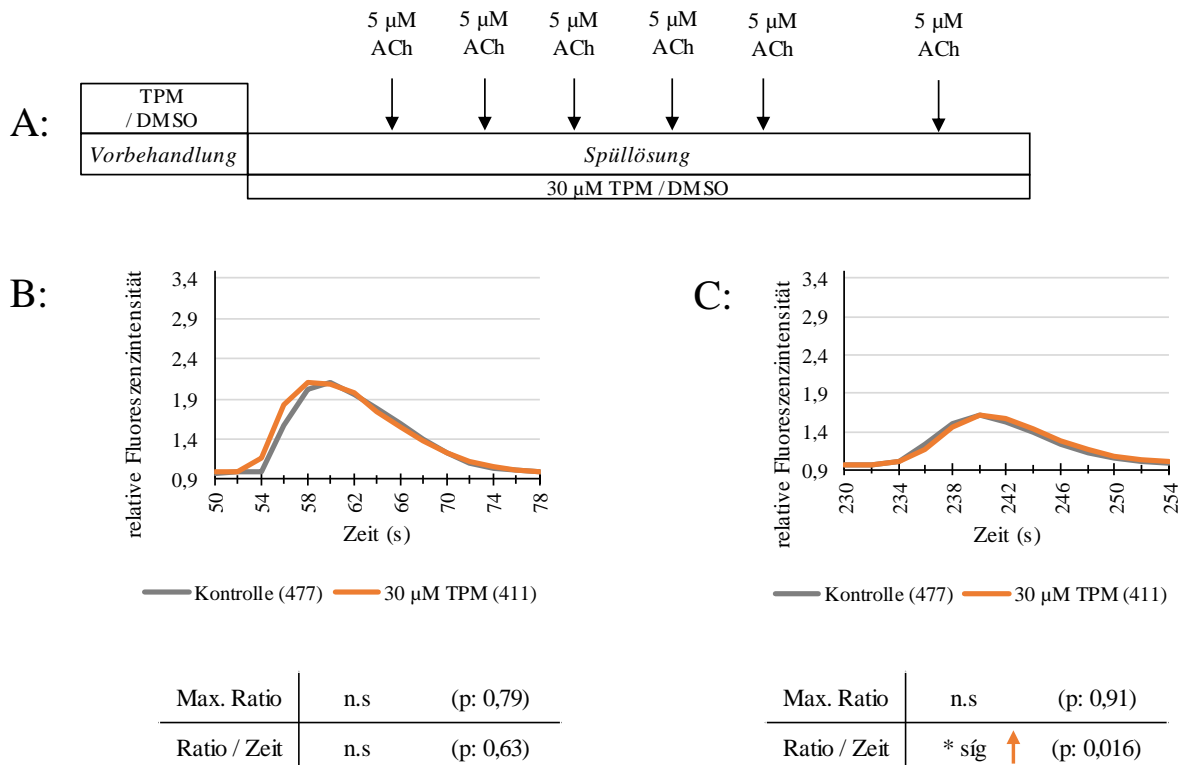 A:
5 µM 5 µM 5 µM 5 µM 5 µM 5 µM
ACh ACh ACh ACh ACh ACh
TPM
/ DMSO
Vorbehandlung
Spüllösung
30 µM TPM / DMSO
B:
relative Fluoreszenzintensität
3,4
2,9
2,4
1,9
1,4
0,9
50 54 58 62 66 70 74 78
Zeit (s)
Kontrolle (477) 30 µM TPM (411)
Max. Ratio n.s (p: 0,79)
Ratio / Zeit n.s (p: 0,63)
C:
relative Fluoreszenzintensität
3,4
2,9
2,4
1,9
1,4
0,9
230 234 238 242 246 250 254
Zeit (s)
Kontrolle (477) 30 µM TPM (411)
Max. Ratio n.s (p: 0,91)
Ratio / Zeit * síg (p: 0,016)